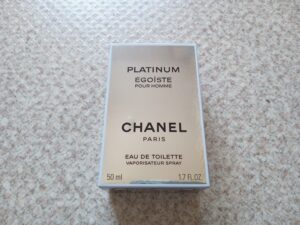 PLATINUM
ÉGOÏSTE
POUR HOMME
CHANEL
PARIS
EAU DE TOILETTE
VAPORISATEUR SPRAY
50 ml 1.7 FL. OZ.